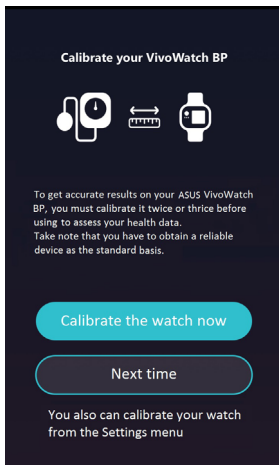 Calibrate your VivoWatch BP
To get accurate results on your ASUS VivoWatch
BP, you must calibrate it twice or thrice before
using to assess your health data.
Take note that you have to obtain a reliable
device as the standard basis.
Calibrate the watch now
Next time
You also can calibrate your watch
from the Settings menu